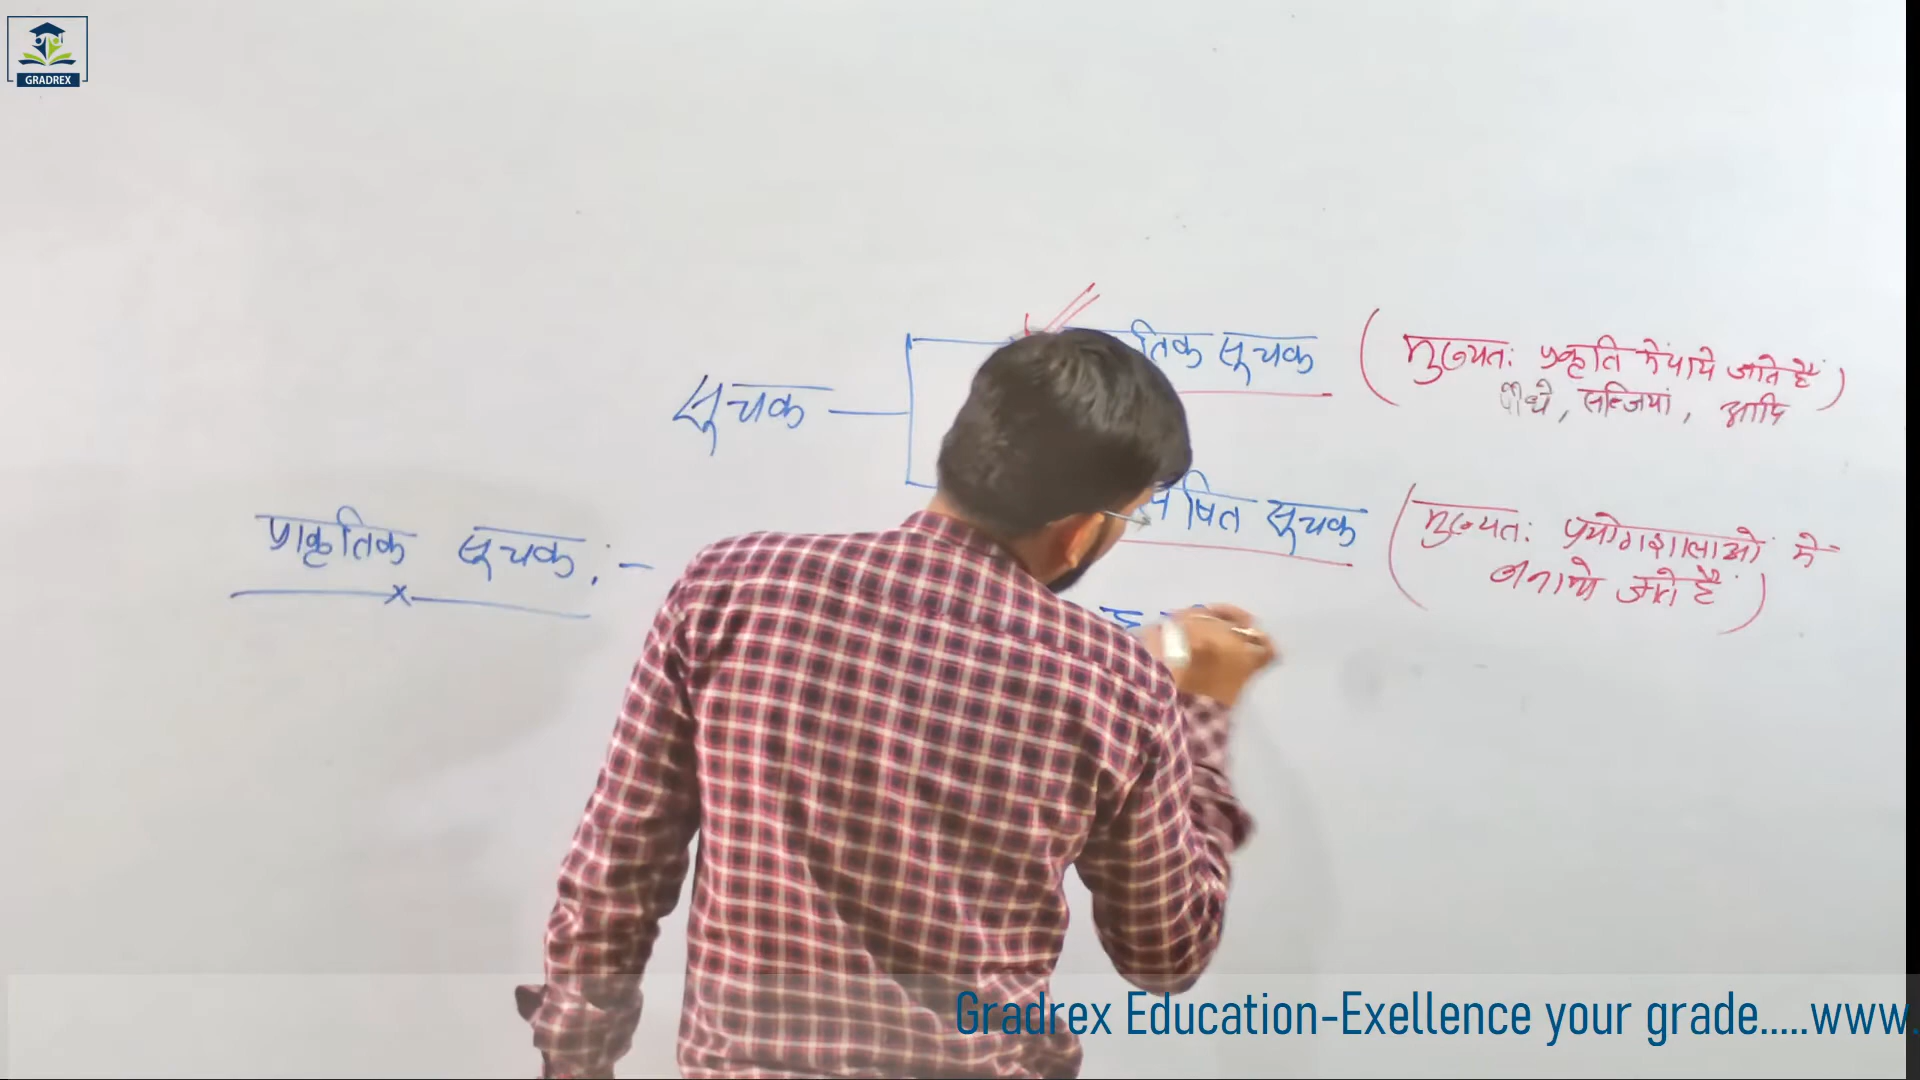 GRADREX
सूचक
तिक सूचक
(मुख्यत: प्रकृति में पाये जाते हैं)
पौधे, सब्जियां, आदि
षित सूचक
(मुख्यत: प्रयोगशालाओं में
बनाये जाते हैं)
प्राकृतिक सूचक :-
Gradrex Education-Exellence your grade.....www.